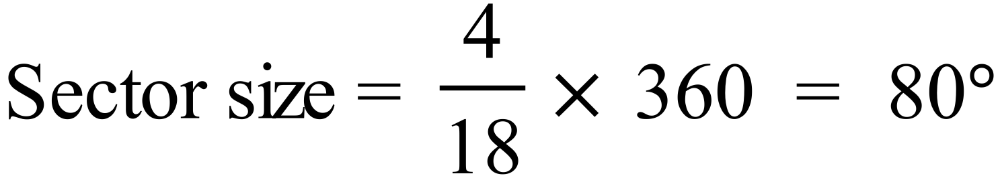 Sector size = 4/18 × 360 = 80°